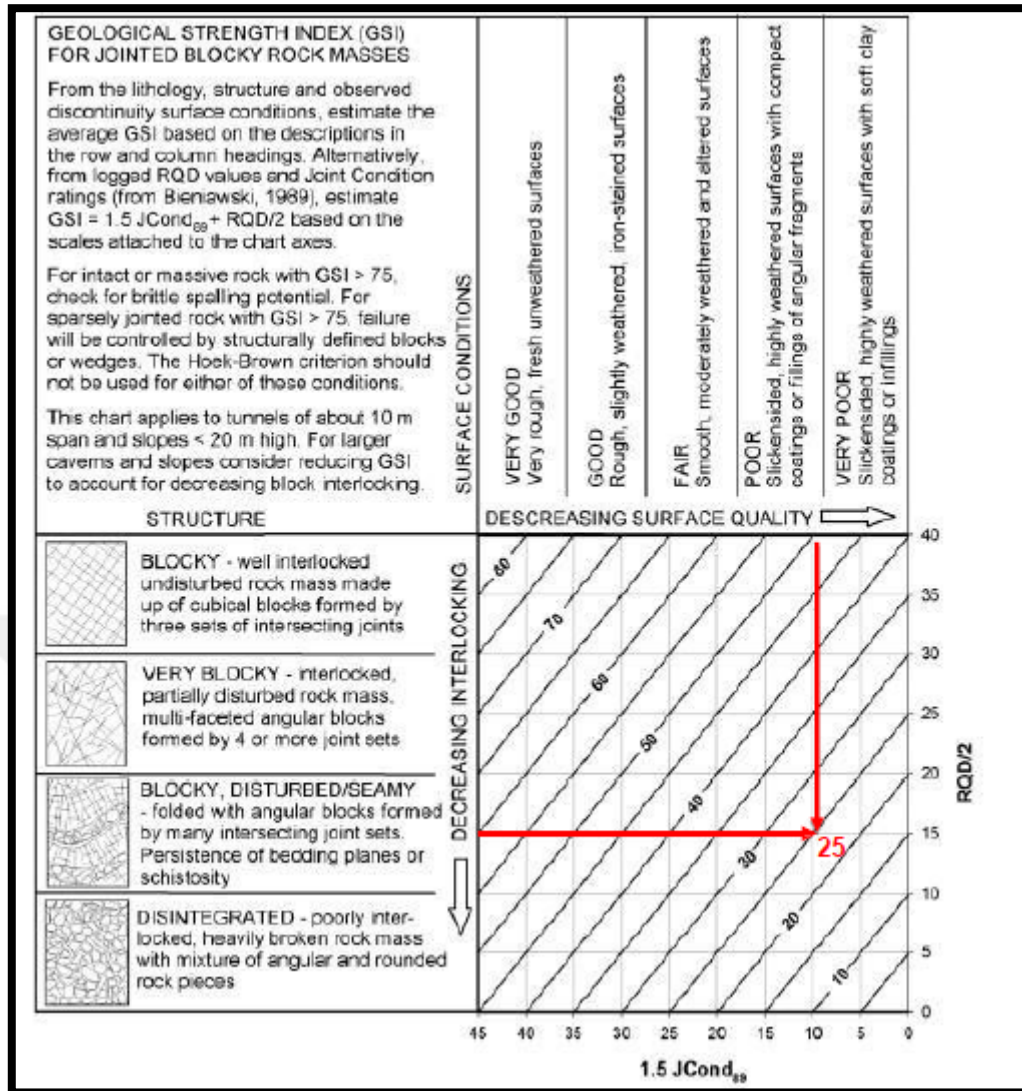 GEOLOGICAL STRENGTH INDEX (GSI)
FOR JOINTED BLOCKY ROCK MASSES
From the lithology, structure and observed
discontinuity surface conditions, estimate the
average GSI based on the descriptions in
the row and column headings. Alternatively,
from logged RQD values and Joint Condition
ratings (from Bieniawski, 1989), estimate
GSI = 1.5 JCond₈₉ + RQD/2 based on the
scales attached to the chart axes.
For intact or massive rock with GSI > 75,
check for brittle spalling potential. For
sparsely jointed rock with GSI > 75, failure
will be controlled by structurally defined blocks
or wedges. The Hoek-Brown criterion should
not be used for either of these conditions.
This chart applies to tunnels of about 10 m
span and slopes < 20 m high. For larger
caverns and slopes consider reducing GSI
to account for decreasing block interlocking.
SURFACE CONDITIONS
VERY GOOD
Very rough, fresh unweathered surfaces
GOOD
Rough, slightly weathered, iron-stained surfaces
FAIR
Smooth, moderately weathered and altered surfaces
POOR
Slickensided, highly weathered surfaces with compact
coatings or fillings of angular fragments
VERY POOR
Slickensided, highly weathered surfaces with soft clay
coatings or infillings
STRUCTURE
DESCREASING SURFACE QUALITY
BLOCKY - well interlocked
undisturbed rock mass made
up of cubical blocks formed by
three sets of intersecting joints
VERY BLOCKY - interlocked,
partially disturbed rock mass,
multi-faceted angular blocks
formed by 4 or more joint sets
BLOCKY, DISTURBED/SEAMY
- folded with angular blocks formed
by many intersecting joint sets.
Persistence of bedding planes or
schistosity
DISINTEGRATED - poorly inter-
locked, heavily broken rock mass
with mixture of angular and rounded
rock pieces
DECREASING INTERLOCKING
80
70
60
50
40
30
20
10
25
40
35
30
25
20
15
10
5
0
RQD/2
45 40 35 30 25 20 15 10 5 0
1.5 JCond₈₉